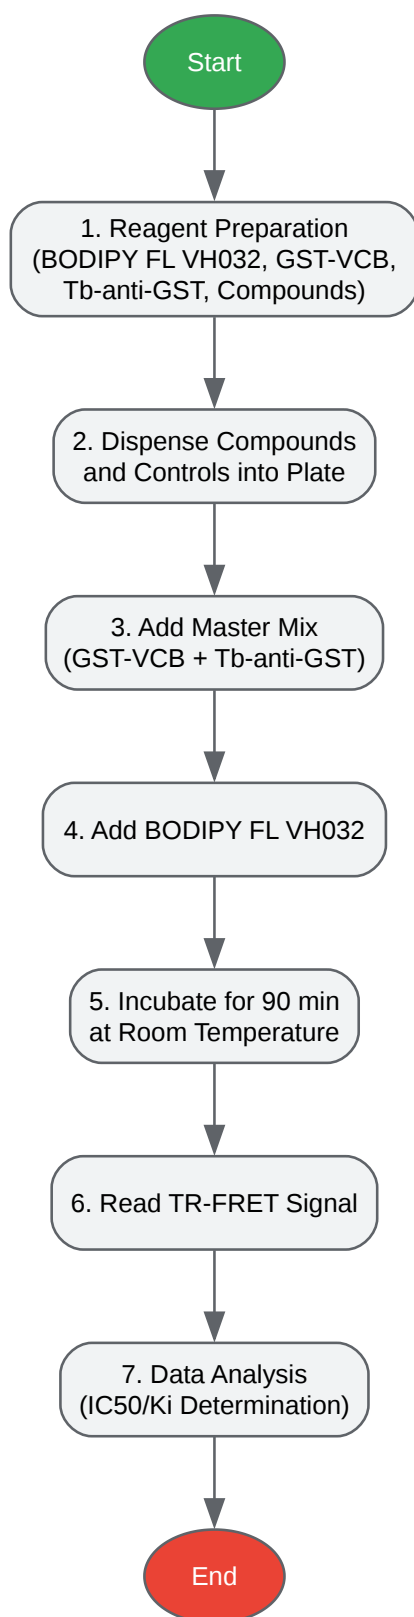 Start
1. Reagent Preparation
(BODIPY FL VH032, GST-VCB,
Tb-anti-GST, Compounds)
2. Dispense Compounds
and Controls into Plate
3. Add Master Mix
(GST-VCB + Tb-anti-GST)
4. Add BODIPY FL VH032
5. Incubate for 90 min
at Room Temperature
6. Read TR-FRET Signal
7. Data Analysis
(IC50/Ki Determination)
End